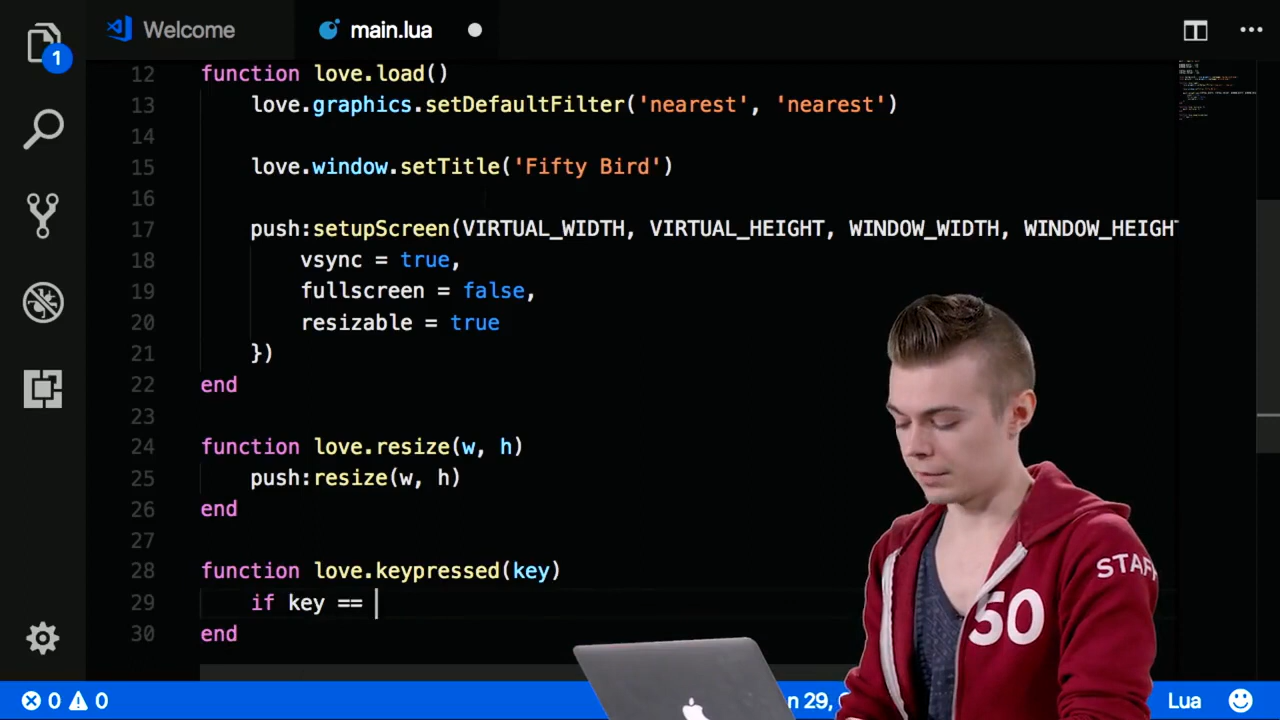 1
Welcome
main.lua
12 function love.load()
13 love.graphics.setDefaultFilter('nearest', 'nearest')
14
15 love.window.setTitle('Fifty Bird')
16
17 push:setupScreen(VIRTUAL_WIDTH, VIRTUAL_HEIGHT, WINDOW_WIDTH, WINDOW_HEIGHT
18 vsync = true,
19 fullscreen = false,
20 resizable = true
21 })
22 end
23
24 function love.resize(w, h)
25 push:resize(w, h)
26 end
27
28 function love.keypressed(key)
29 if key ==
30 end
STAFF
50
0 0
29,
Lua